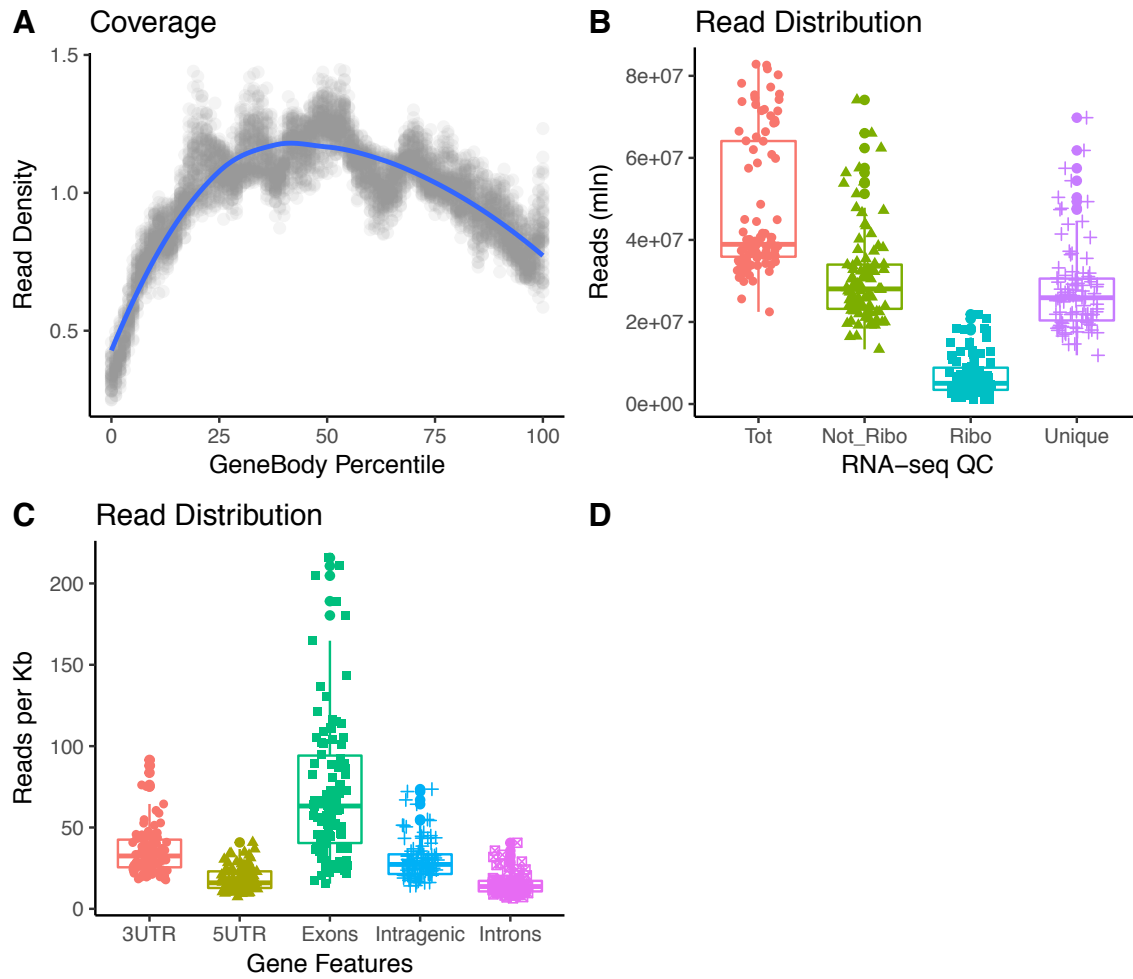 A Coverage
1.5
1.0
0.5
Read Density
0 25 50 75 100
GeneBody Percentile
B Read Distribution
8e+07
6e+07
4e+07
2e+07
0e+00
Reads (mln)
Tot Not_Ribo Ribo Unique
RNA−seq QC
C Read Distribution
200
150
100
50
0
Reads per Kb
3UTR 5UTR Exons Intragenic Introns
Gene Features
D